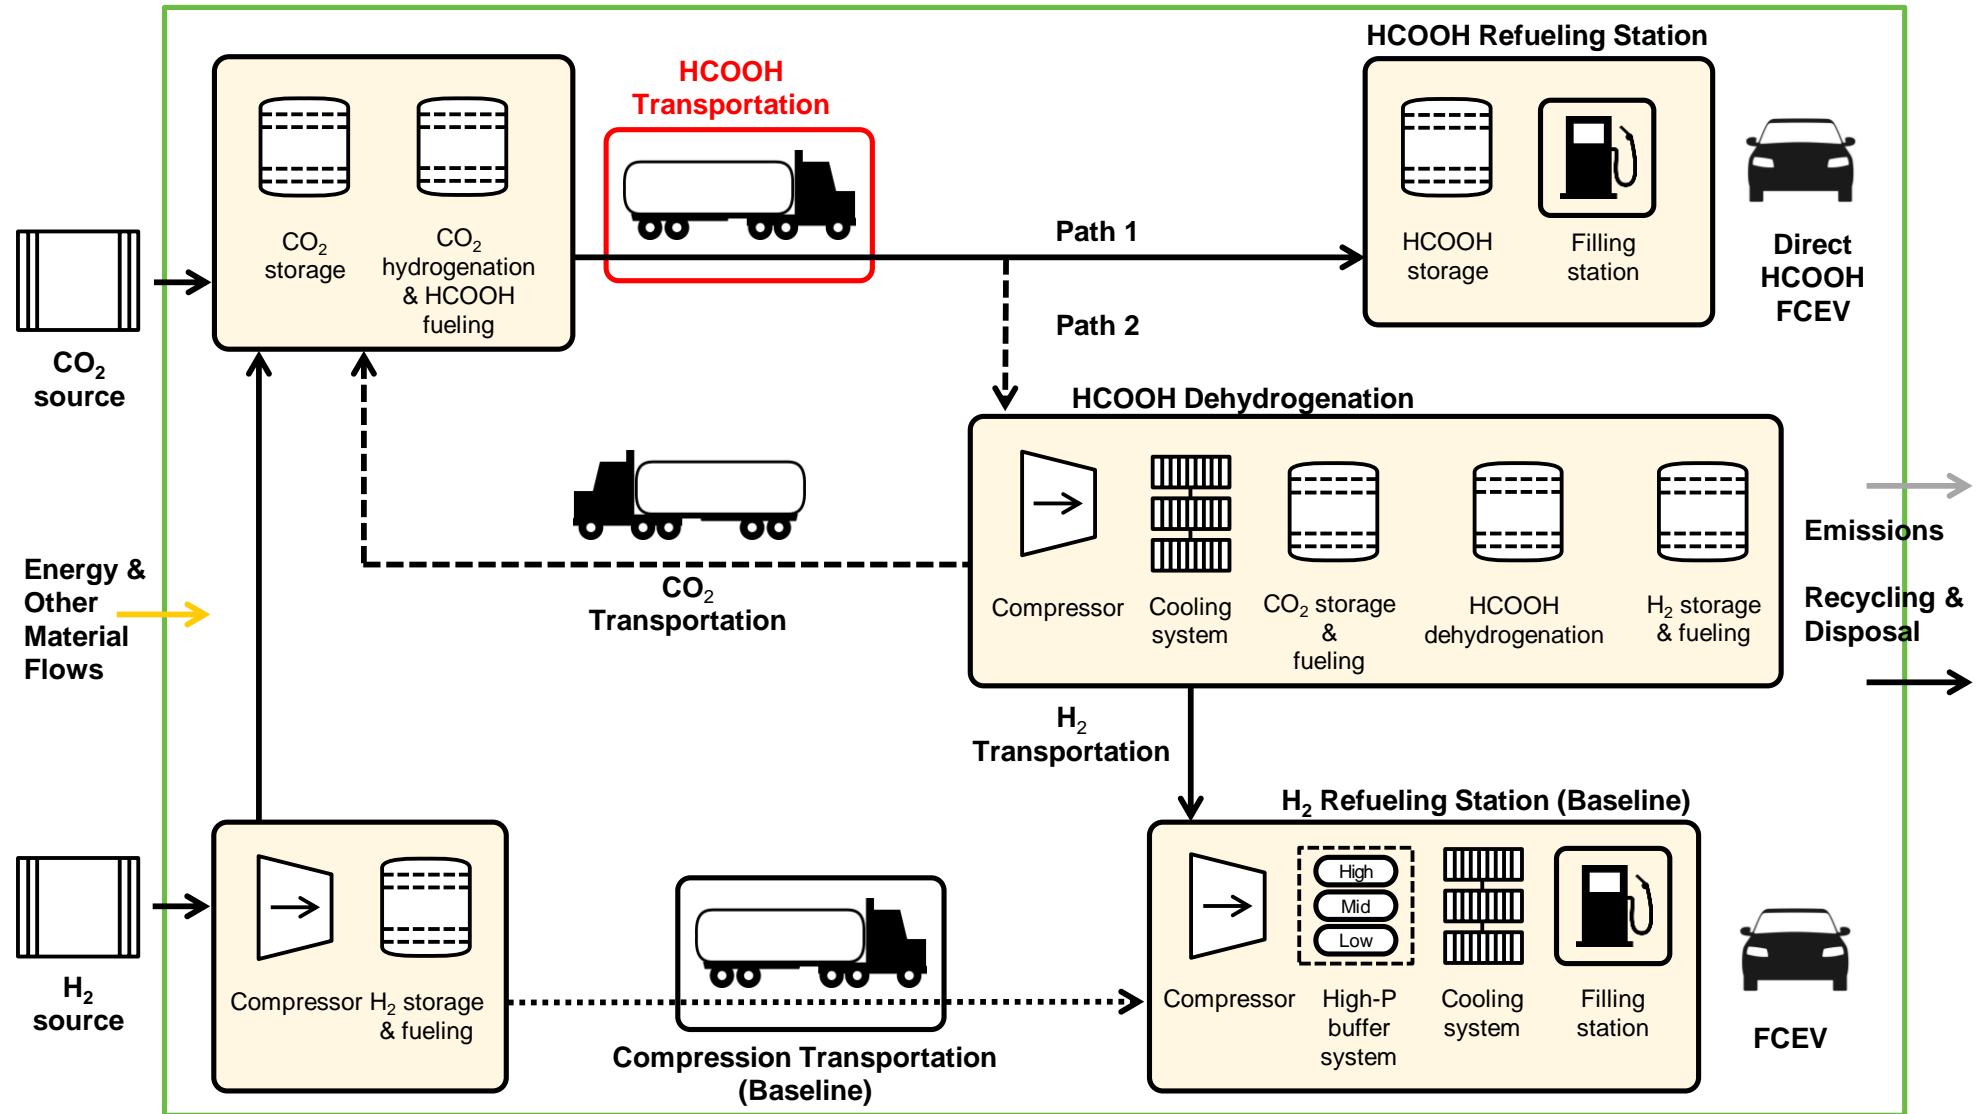 HCOOH Refueling Station
HCOOH
Transportation
CO₂
storage
CO₂
hydrogenation
& HCOOH
fueling
Path 1
HCOOH
storage
Filling
station
Direct
HCOOH
FCEV
CO₂
source
Path 2
HCOOH Dehydrogenation
Energy &
Other
Material
Flows
CO₂
Transportation
Compressor
Cooling
system
CO₂ storage
&
fueling
HCOOH
dehydrogenation
H₂ storage
& fueling
Emissions
Recycling &
Disposal
H₂
Transportation
H₂ Refueling Station (Baseline)
H₂
source
Compressor
H₂ storage
& fueling
Compression Transportation
(Baseline)
High
Mid
Low
Compressor
High-P
buffer
system
Cooling
system
Filling
station
FCEV